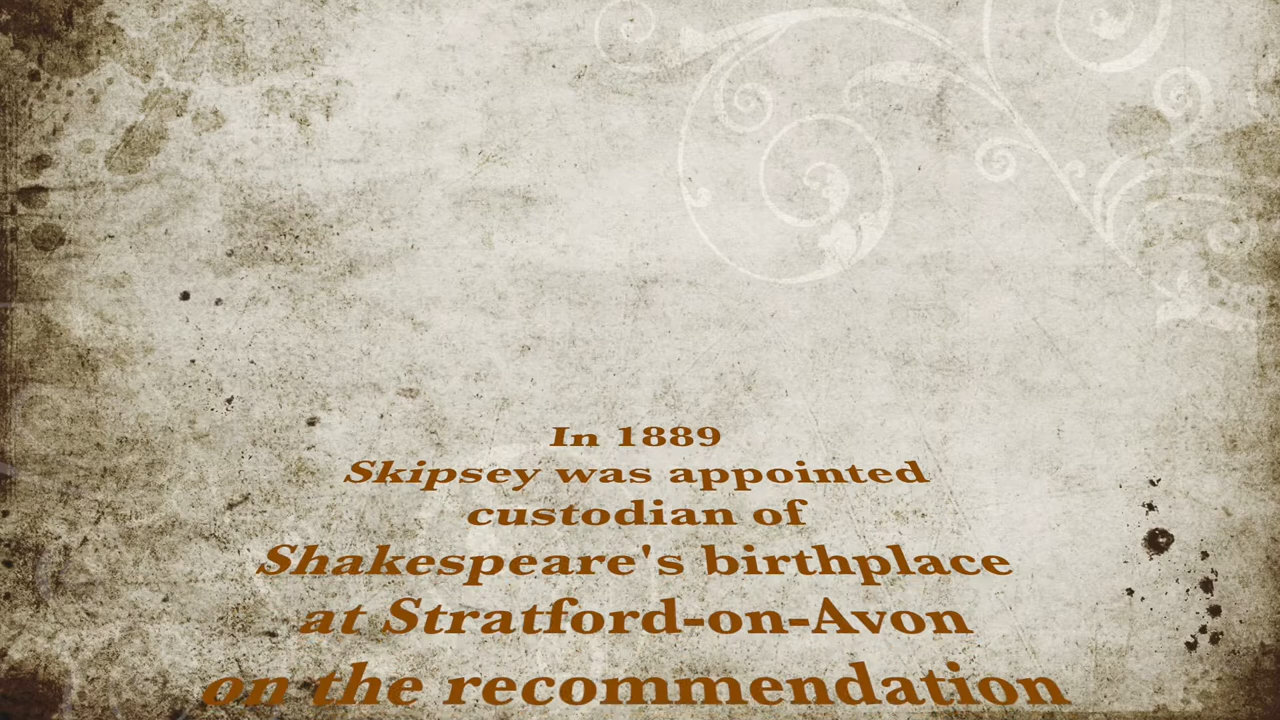 In 1889
Skipsey was appointed
custodian of
Shakespeare's birthplace
at Stratford-on-Avon
on the recommendation